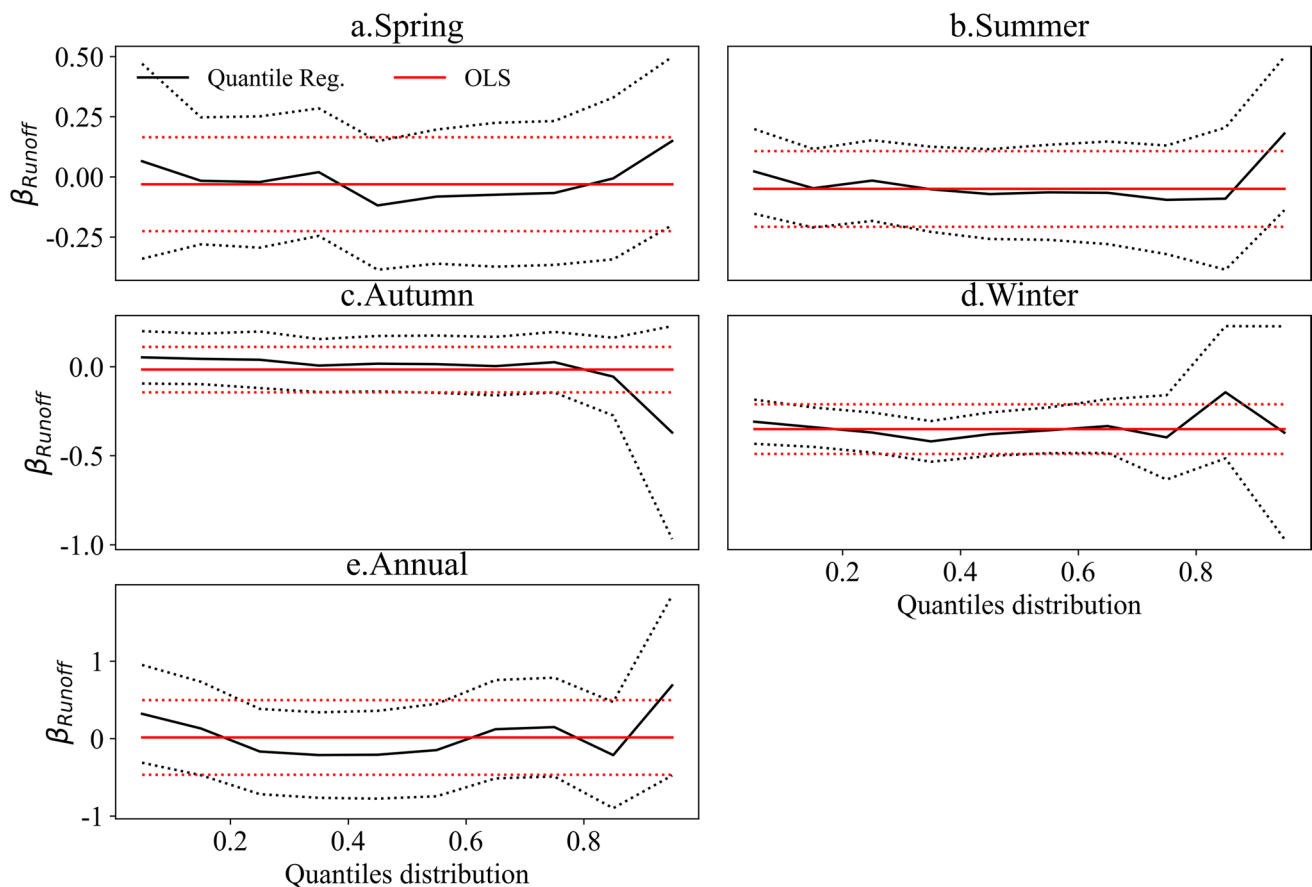 a.Spring
b.Summer
0.50
0.25
0.00
-0.25
βRunoff
Quantile Reg.
OLS
c.Autumn
d.Winter
0.0
-0.5
-1.0
βRunoff
0.2 0.4 0.6 0.8
Quantiles distribution
e.Annual
1
0
-1
βRunoff
0.2 0.4 0.6 0.8
Quantiles distribution